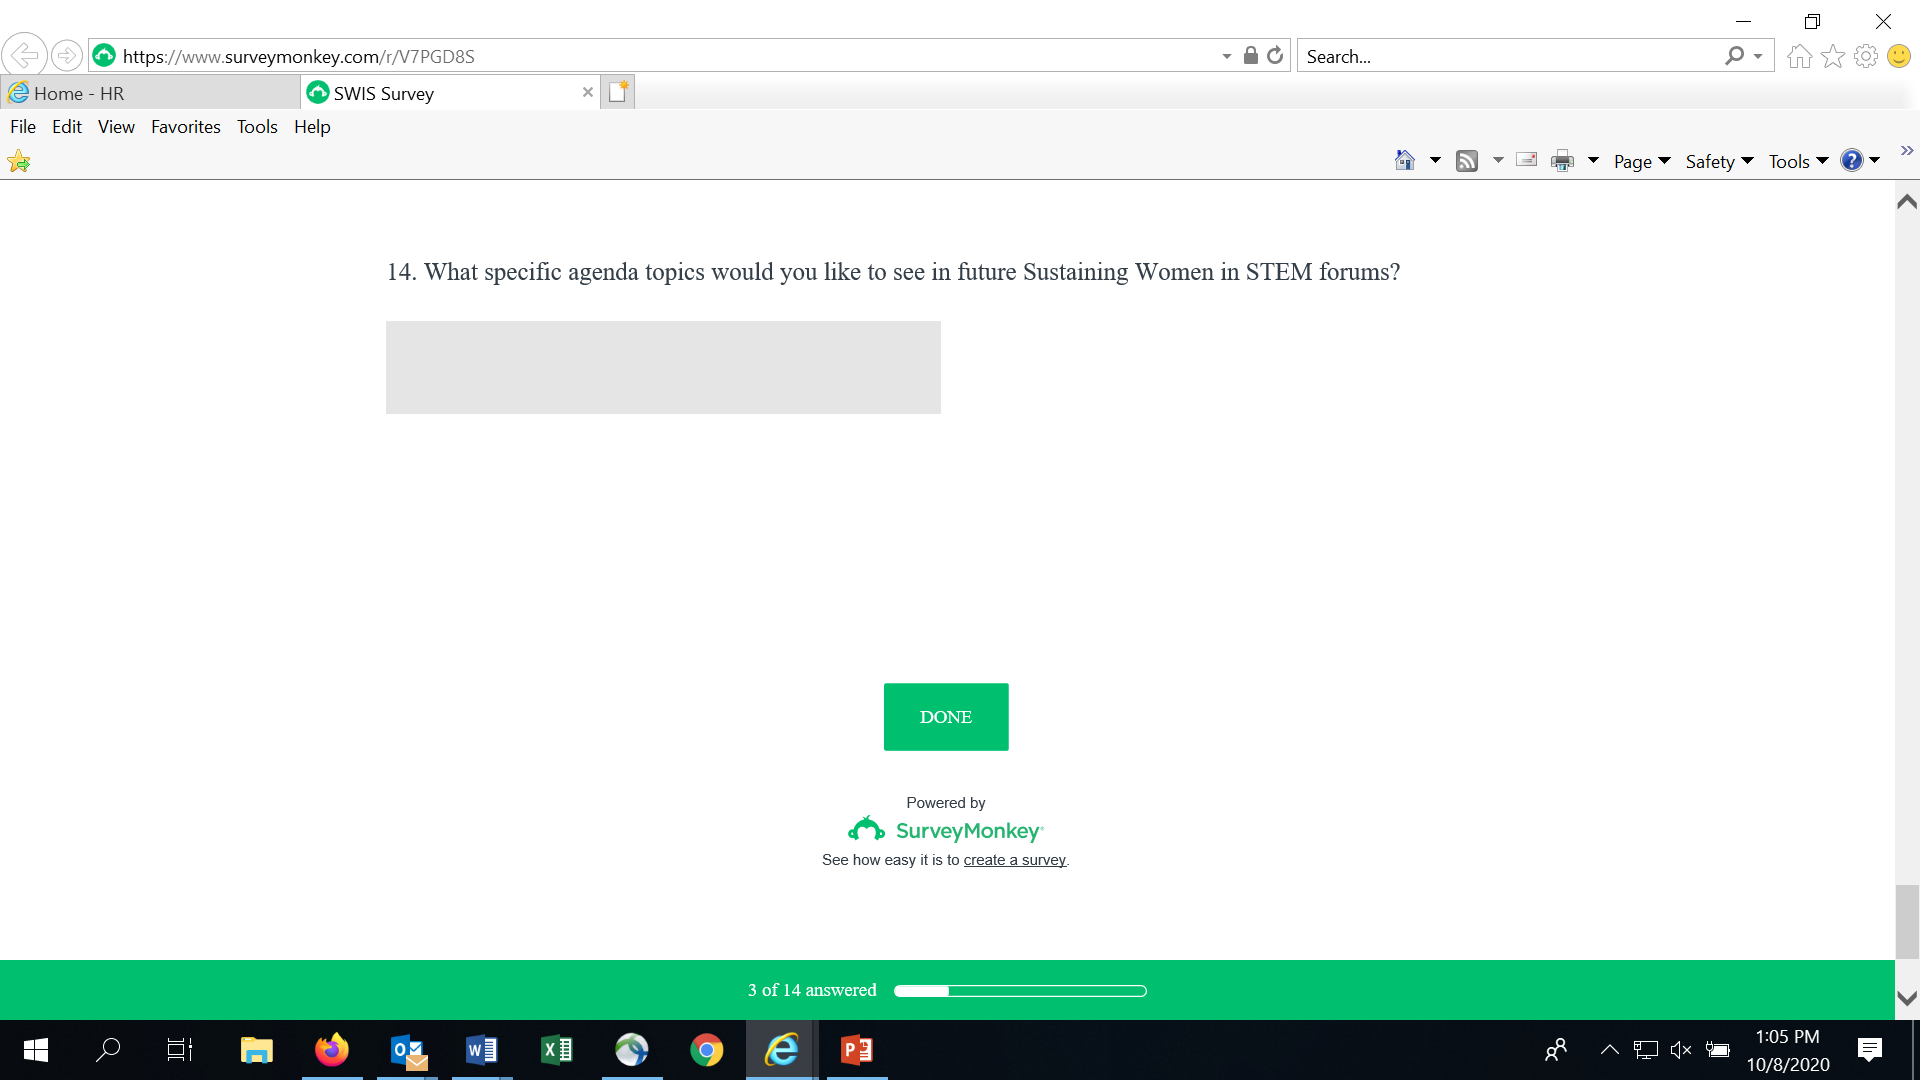 https://www.surveymonkey.com/r/V7PGD8S
Search...
Home - HR
SWIS Survey
File Edit View Favorites Tools Help
Page Safety Tools
14. What specific agenda topics would you like to see in future Sustaining Women in STEM forums?
DONE
Powered by
SurveyMonkey
See how easy it is to create a survey.
3 of 14 answered
1:05 PM
10/8/2020